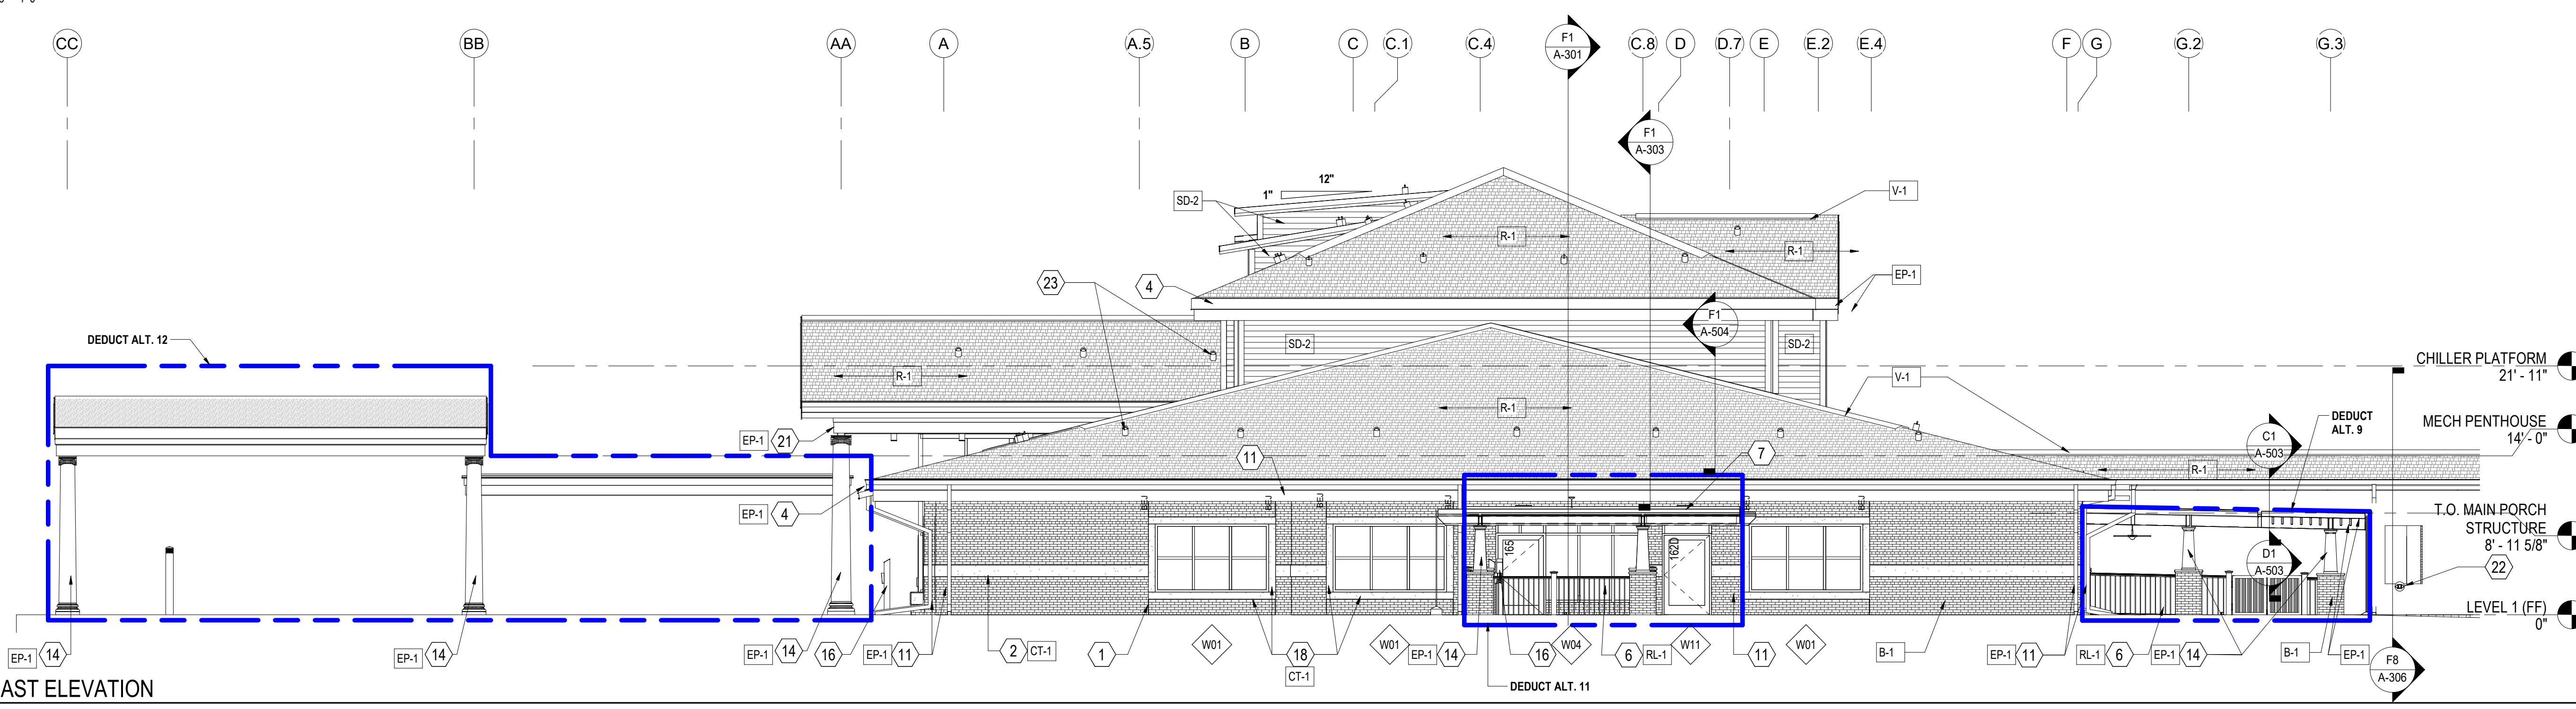 CC
BB
AA
A
A.5
B
C
C.1
C.4
F1
A-301
C.8
D
D.7
E
E.2
E.4
F
G
G.2
G.3
F1
A-303
12"
1"
SD-2
V-1
R-1
R-1
EP-1
23
4
F1
A-504
SD-2
SD-2
DEDUCT ALT. 12
CHILLER PLATFORM
21' - 11"
R-1
V-1
R-1
DEDUCT
ALT. 9
MECH PENTHOUSE
14' - 0"
EP-1
21
C1
A-503
11
7
R-1
EP-1
4
BEJ
BEJ
BEJ
BEJ
BEJ
BEJ
T.O. MAIN PORCH
STRUCTURE
8' - 11 5/8"
165
162D
D1
A-503
22
LEVEL 1 (FF)
0"
EP-1
14
EP-1
14
EP-1
14
16
EP-1
11
2
CT-1
1
W01
18
CT-1
W01
EP-1
14
16
W04
6
RL-1
W11
11
W01
B-1
EP-1
11
RL-1
6
EP-1
14
B-1
EP-1
F8
A-306
DEDUCT ALT. 11
AST ELEVATION